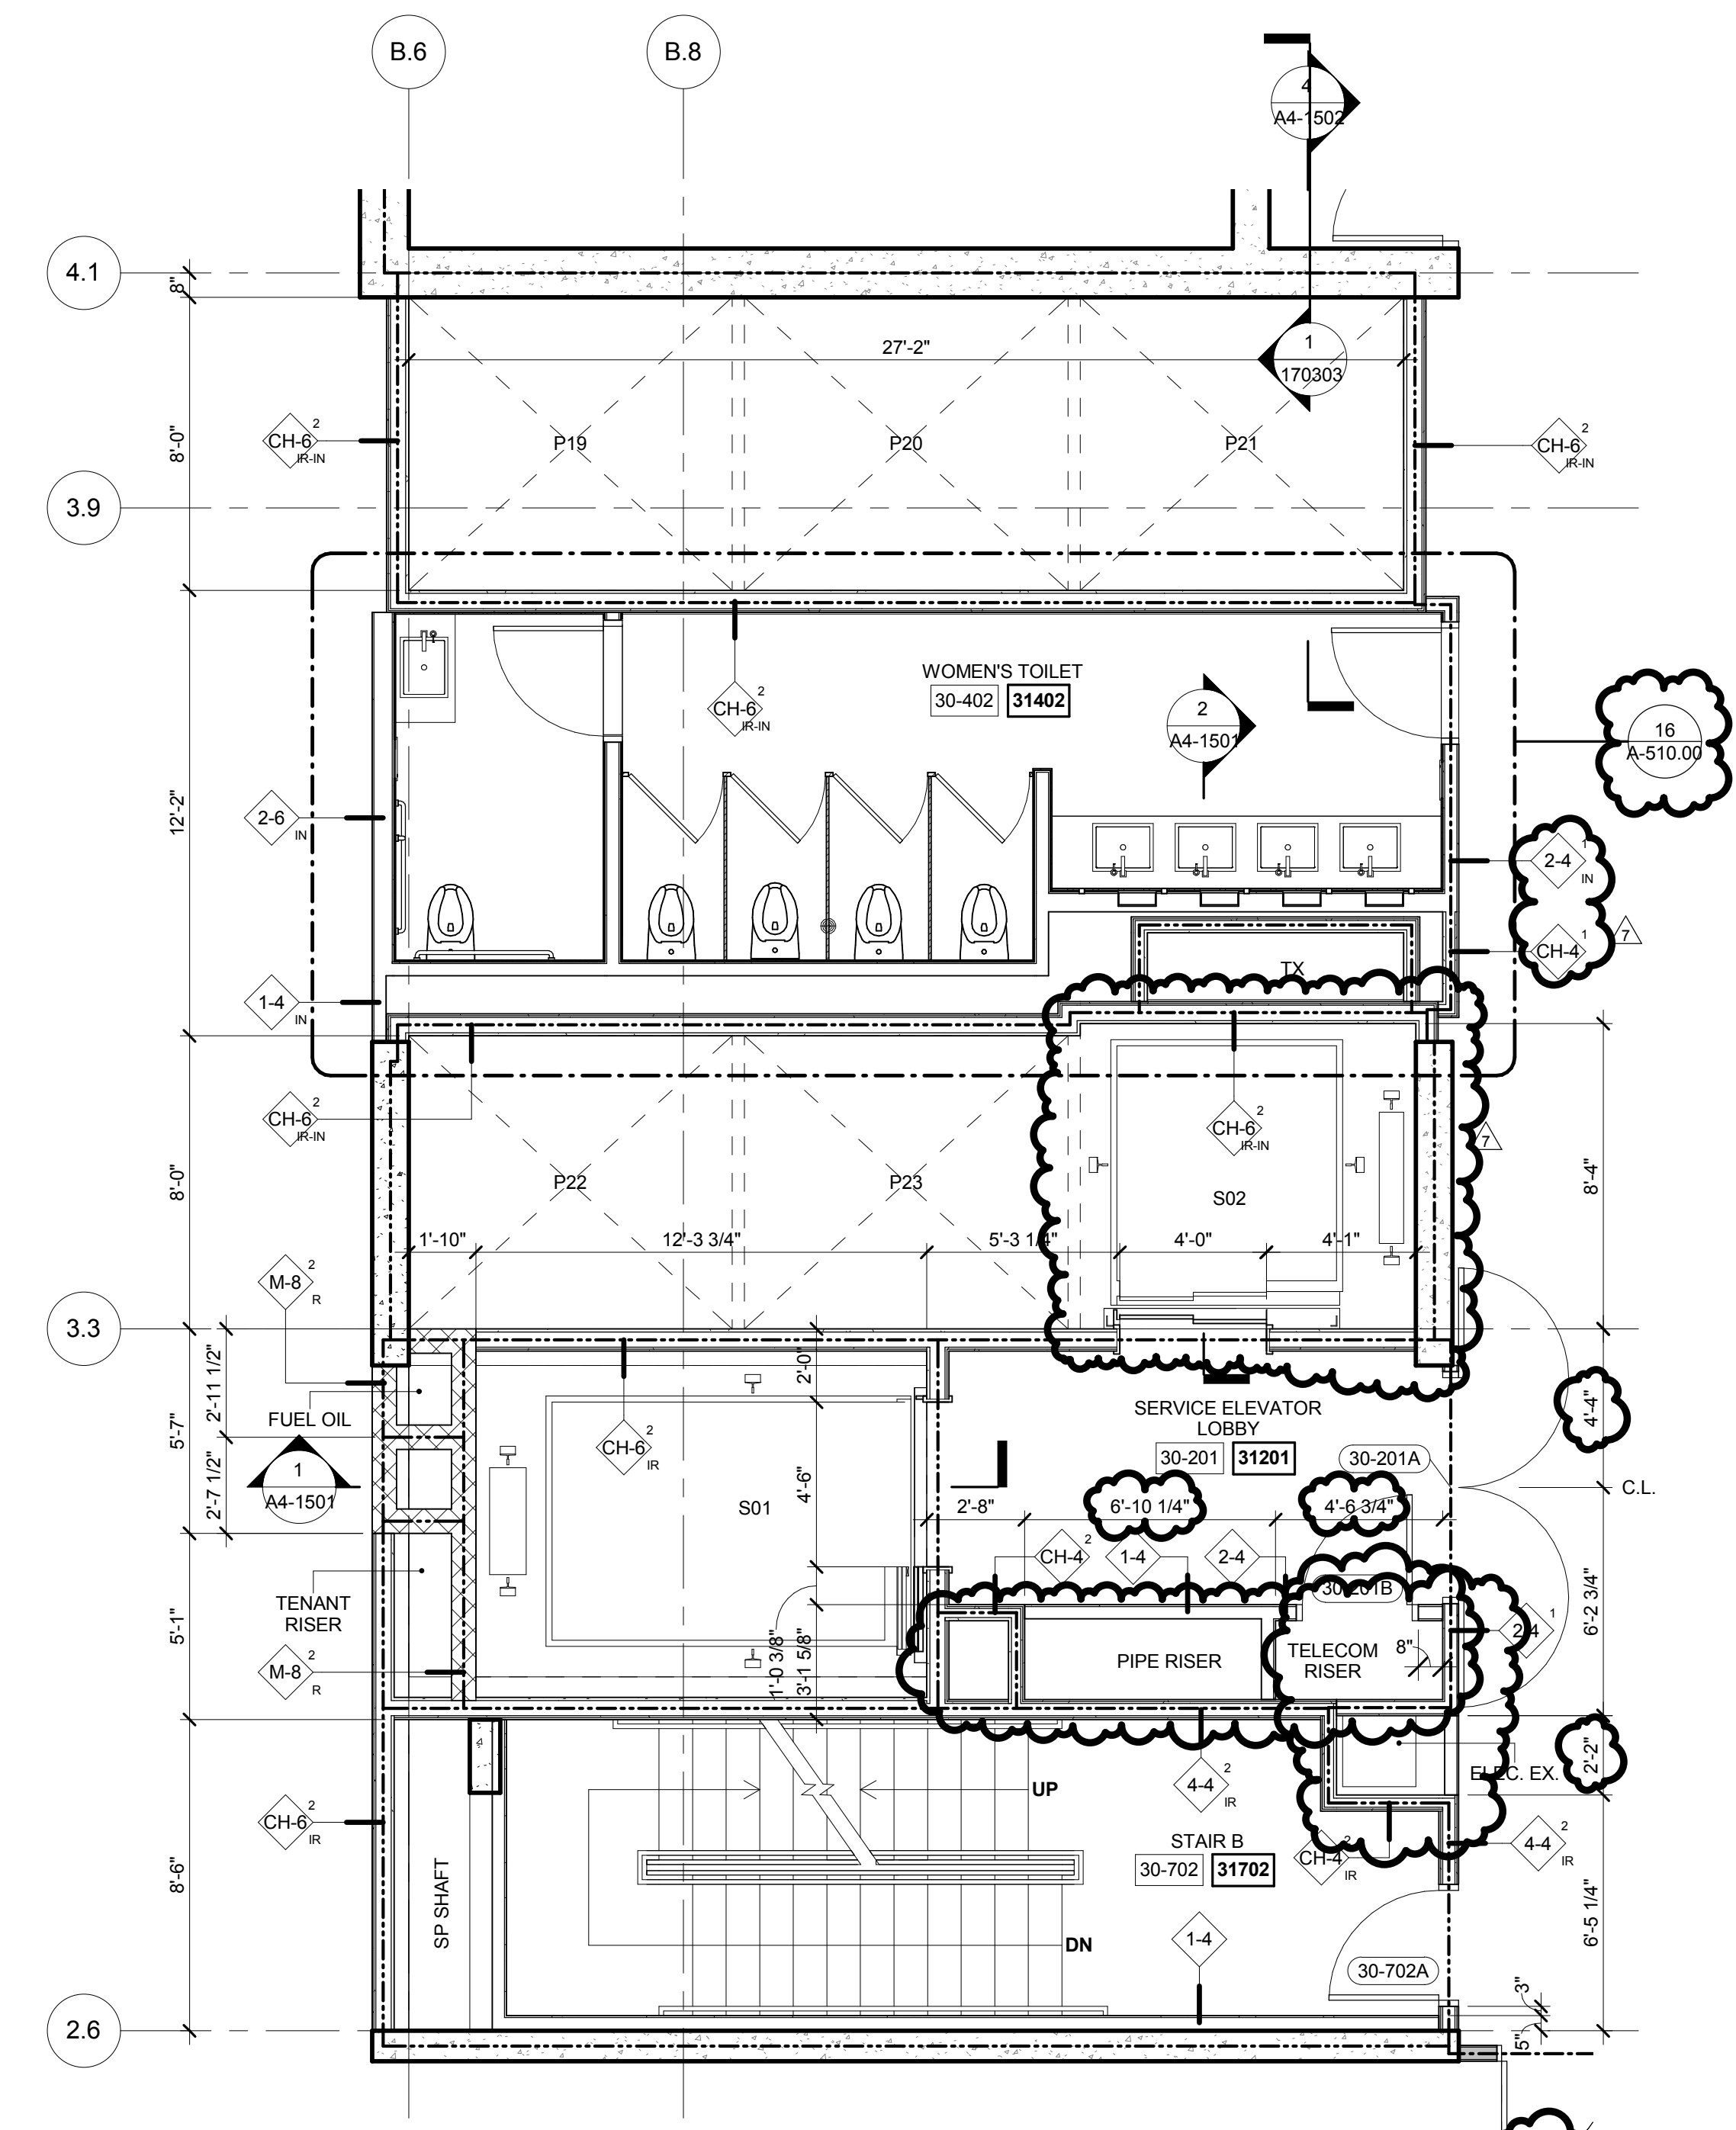 B.6
B.8
4
A4-1502
4.1
8"
27'-2"
1
170303
8'-0"
CH-6
2
IR-IN
P19
P20
P21
CH-6
2
IR-IN
3.9
WOMEN'S TOILET
30-402
31402
CH-6
2
IR-IN
2
A4-1501
16
A-510.00
12'-2"
2-6
IN
2-4
1
IN
CH-4
1
7
TX
1-4
IN
CH-6
2
IR-IN
CH-6
2
IR-IN
7
8'-0"
P22
P23
S02
8'-4"
1'-10"
12'-3 3/4"
5'-3 1/4"
4'-0"
4'-1"
M-8
2
R
3.3
2'-11 1/2"
2'-0"
5'-7"
FUEL OIL
CH-6
2
IR
SERVICE ELEVATOR
LOBBY
30-201
31201
30-201A
4'-4"
1
A4-1501
2'-7 1/2"
S01
4'-6"
C.L.
2'-8"
6'-10 1/4"
4'-6 3/4"
CH-4
2
1-4
2-4
30-201B
TENANT
RISER
5'-1"
2-4
1
6'-2 3/4"
PIPE RISER
TELECOM
RISER
8"
M-8
2
R
1'-0 3/8"
3'-1 5/8"
4-4
2
IR
ELEC. EX.
2'-2"
UP
CH-6
2
IR
STAIR B
30-702
31702
CH-4
2
IR
4-4
2
IR
8'-6"
SP SHAFT
6'-5 1/4"
1-4
DN
30-702A
3"
2.6
5"